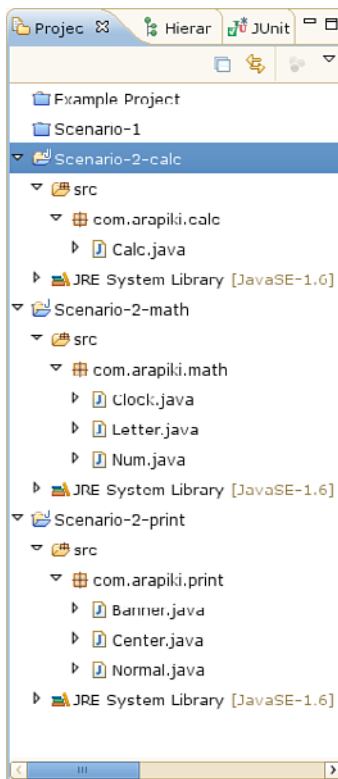 Projec Hierar JUnit
Example Project
Scenario-1
Scenario-2-calc
src
com.arapiki.calc
Calc.java
JRE System Library [JavaSE-1.6]
Scenario-2-math
src
com.arapiki.math
Clock.java
Letter.java
Num.java
JRE System Library [JavaSE-1.6]
Scenario-2-print
src
com.arapiki.print
Banner.java
Center.java
Normal.java
JRE System Library [JavaSE-1.6]